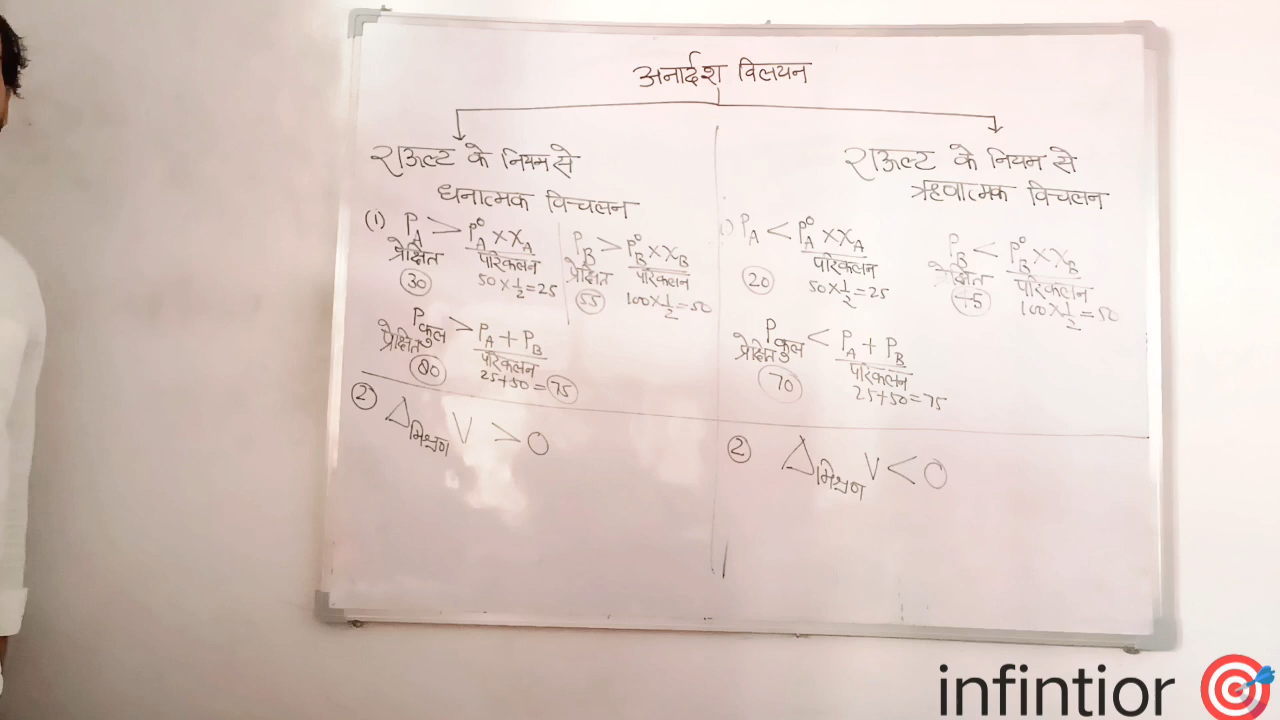 अनार्दश विलयन
राऊल्ट के नियम से
धनात्मक विचलन
(1) P_A > P°_A × X_A
प्रेक्षित परिकलन
30 50 × 1/2 = 25
P_B > P°_B × X_B
प्रेक्षित परिकलन
55 100 × 1/2 = 50
P_कुल > P_A + P_B
प्रेक्षित परिकलन
80 25+50 = 75
2 Δ_मिश्रण V > 0
राऊल्ट के नियम से
ऋणात्मक विचलन
P_A < P°_A × X_A
परिकलन
20 50 × 1/2 = 25
P_B < P°_B × X_B
प्रेक्षित परिकलन
100 × 1/2 = 50
P_कुल < P_A + P_B
प्रेक्षित परिकलन
70 25+50 = 75
2 Δ_मिश्रण V < 0
infintior